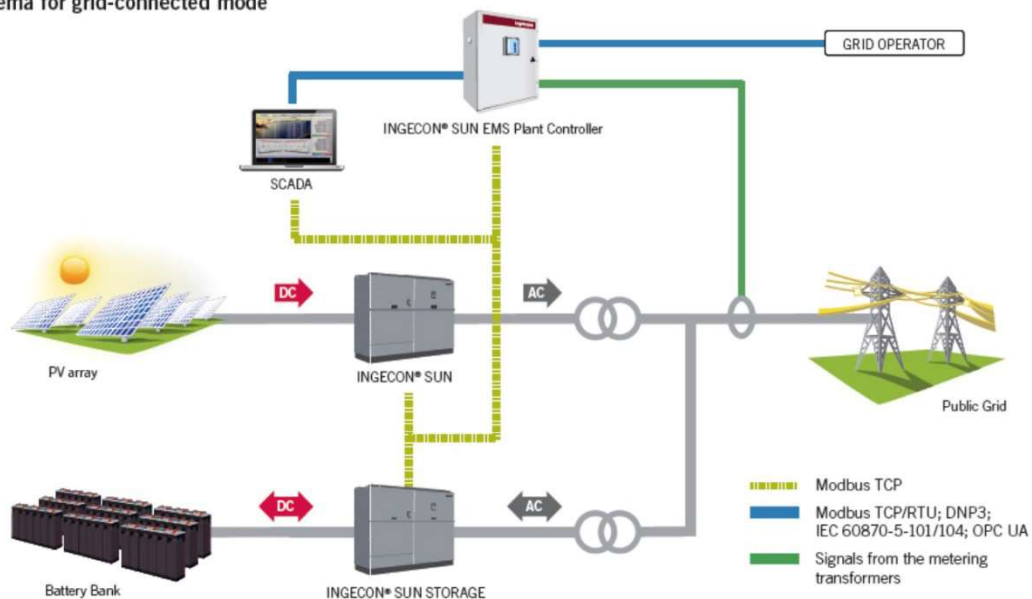 ema for grid-connected mode
GRID OPERATOR
INGECON® SUN EMS Plant Controller
SCADA
DC
AC
PV array
INGECON® SUN
Public Grid
DC
AC
Battery Bank
INGECON® SUN STORAGE
Modbus TCP
Modbus TCP/RTU; DNP3;
IEC 60870-5-101/104; OPC UA
Signals from the metering
transformers